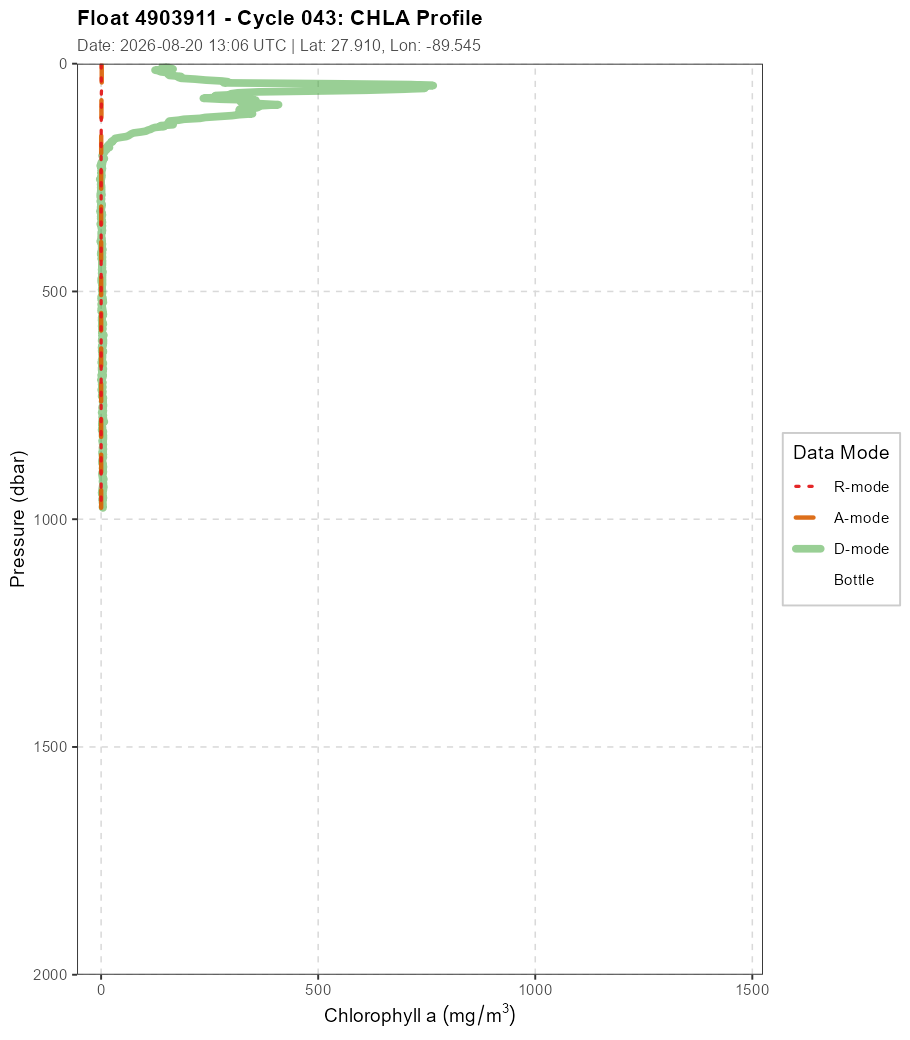 Float 4903911 - Cycle 043: CHLA Profile
Date: 2026-08-20 13:06 UTC | Lat: 27.910, Lon: -89.545
0
500
1000
1500
2000
Pressure (dbar)
0 500 1000 1500
Chlorophyll a (mg/m³)
Data Mode
R-mode
A-mode
D-mode
Bottle